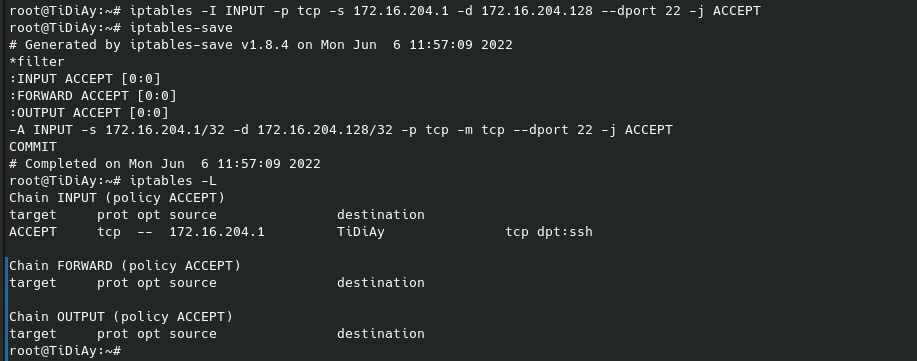 root@TiDiAy:~# iptables -I INPUT -p tcp -s 172.16.204.1 -d 172.16.204.128 --dport 22 -j ACCEPT
root@TiDiAy:~# iptables-save
# Generated by iptables-save v1.8.4 on Mon Jun  6 11:57:09 2022
*filter
:INPUT ACCEPT [0:0]
:FORWARD ACCEPT [0:0]
:OUTPUT ACCEPT [0:0]
-A INPUT -s 172.16.204.1/32 -d 172.16.204.128/32 -p tcp -m tcp --dport 22 -j ACCEPT
COMMIT
# Completed on Mon Jun  6 11:57:09 2022
root@TiDiAy:~# iptables -L
Chain INPUT (policy ACCEPT)
target     prot opt source               destination
ACCEPT     tcp  --  172.16.204.1         TiDiAy               tcp dpt:ssh

Chain FORWARD (policy ACCEPT)
target     prot opt source               destination

Chain OUTPUT (policy ACCEPT)
target     prot opt source               destination
root@TiDiAy:~#